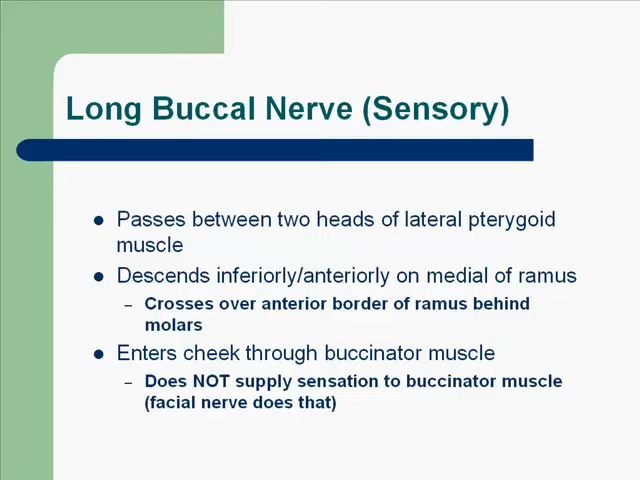 Long Buccal Nerve (Sensory)
● Passes between two heads of lateral pterygoid
muscle
● Descends inferiorly/anteriorly on medial of ramus
– Crosses over anterior border of ramus behind
molars
● Enters cheek through buccinator muscle
– Does NOT supply sensation to buccinator muscle
(facial nerve does that)